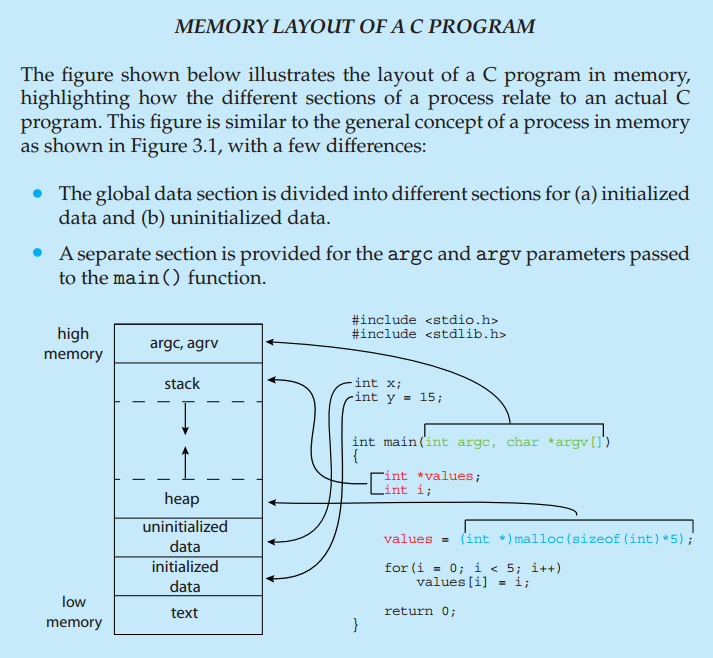 MEMORY LAYOUT OF A C PROGRAM
The figure shown below illustrates the layout of a C program in memory,
highlighting how the different sections of a process relate to an actual C
program. This figure is similar to the general concept of a process in memory
as shown in Figure 3.1, with a few differences:
• The global data section is divided into different sections for (a) initialized
data and (b) uninitialized data.
• A separate section is provided for the argc and argv parameters passed
to the main() function.
high
memory
argc, agrv
stack
heap
uninitialized
data
initialized
data
low
memory
text
#include <stdio.h>
#include <stdlib.h>
int x;
int y = 15;
int main(int argc, char *argv[])
{
int *values;
int i;
values = (int *)malloc(sizeof(int)*5);
for(i = 0; i < 5; i++)
values[i] = i;
return 0;
}